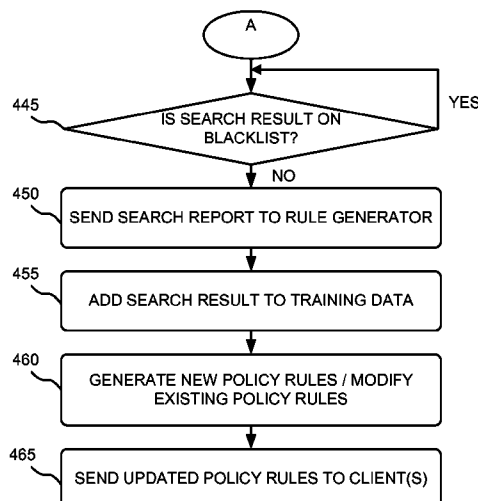 A
445
IS SEARCH RESULT ON
BLACKLIST?
YES
NO
450
SEND SEARCH REPORT TO RULE GENERATOR
455
ADD SEARCH RESULT TO TRAINING DATA
460
GENERATE NEW POLICY RULES / MODIFY
EXISTING POLICY RULES
465
SEND UPDATED POLICY RULES TO CLIENT(S)